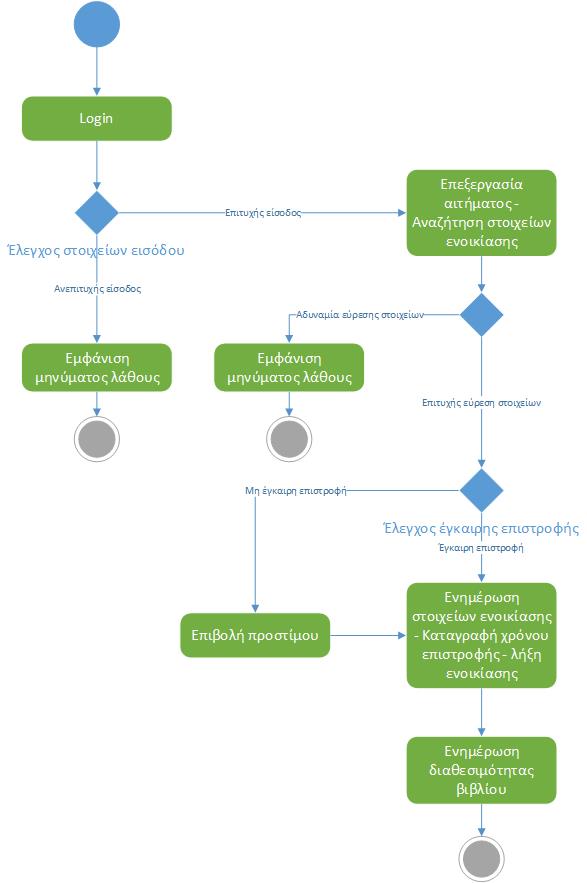 Login
Επιτυχής είσοδος
Επεξεργασία
αιτήματος -
Αναζήτηση στοιχείων
ενοικίασης
Έλεγχος στοιχείων εισόδου
Ανεπιτυχής είσοδος
Αδυναμία εύρεσης στοιχείων
Εμφάνιση
μηνύματος λάθους
Εμφάνιση
μηνύματος λάθους
Επιτυχής εύρεση στοιχείων
Μη έγκαιρη επιστροφή
Έλεγχος έγκαιρης επιστροφής
Έγκαιρη επιστροφή
Επιβολή προστίμου
Ενημέρωση
στοιχείων ενοικίασης
- Καταγραφή χρόνου
επιστροφής - λήξη
ενοικίασης
Ενημέρωση
διαθεσιμότητας
βιβλίου